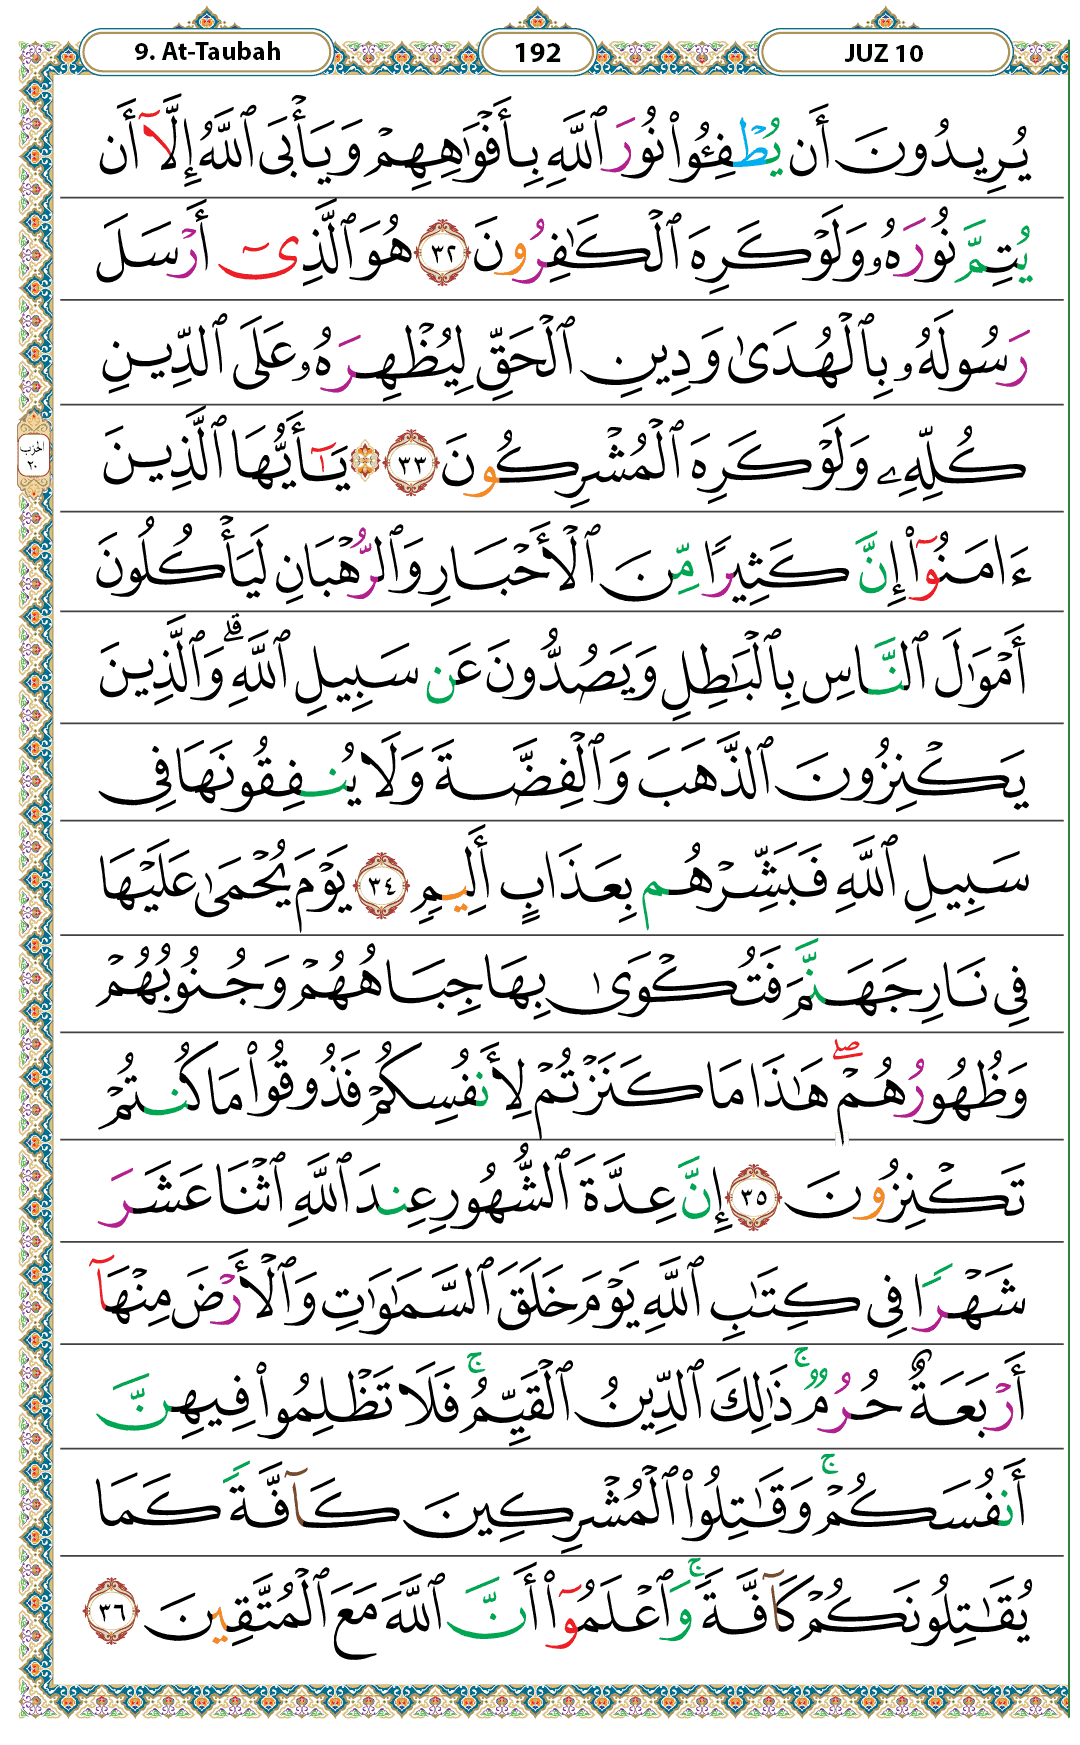 9. At-Taubah 192 JUZ 10
يُرِيدُونَ أَن يُطْفِـُٔوا۟ نُورَ ٱللَّهِ بِأَفْوَٰهِهِمْ وَيَأْبَى ٱللَّهُ إِلَّآ أَن
يُتِمَّ نُورَهُۥ وَلَوْ كَرِهَ ٱلْكَٰفِرُونَ ٣٢ هُوَ ٱلَّذِىٓ أَرْسَلَ
رَسُولَهُۥ بِٱلْهُدَىٰ وَدِينِ ٱلْحَقِّ لِيُظْهِرَهُۥ عَلَى ٱلدِّينِ
الحزب ٢٠
كُلِّهِۦ وَلَوْ كَرِهَ ٱلْمُشْرِكُونَ ٣٣ ۞ يَٰٓأَيُّهَا ٱلَّذِينَ
ءَامَنُوٓا۟ إِنَّ كَثِيرًا مِّنَ ٱلْأَحْبَارِ وَٱلرُّهْبَانِ لَيَأْكُلُونَ
أَمْوَٰلَ ٱلنَّاسِ بِٱلْبَٰطِلِ وَيَصُدُّونَ عَن سَبِيلِ ٱللَّهِ ۗ وَٱلَّذِينَ
يَكْنِزُونَ ٱلذَّهَبَ وَٱلْفِضَّةَ وَلَا يُنفِقُونَهَا فِى
سَبِيلِ ٱللَّهِ فَبَشِّرْهُم بِعَذَابٍ أَلِيمٍ ٣٤ يَوْمَ يُحْمَىٰ عَلَيْهَا
فِى نَارِ جَهَنَّمَ فَتُكْوَىٰ بِهَا جِبَاهُهُمْ وَجُنُوبُهُمْ
وَظُهُورُهُمْ ۖ هَٰذَا مَا كَنَزْتُمْ لِأَنفُسِكُمْ فَذُوقُوا۟ مَا كُنتُمْ
تَكْنِزُونَ ٣٥ إِنَّ عِدَّةَ ٱلشُّهُورِ عِندَ ٱللَّهِ ٱثْنَا عَشَرَ
شَهْرًا فِى كِتَٰبِ ٱللَّهِ يَوْمَ خَلَقَ ٱلسَّمَٰوَٰتِ وَٱلْأَرْضَ مِنْهَآ
أَرْبَعَةٌ حُرُمٌ ۚ ذَٰلِكَ ٱلدِّينُ ٱلْقَيِّمُ ۚ فَلَا تَظْلِمُوا۟ فِيهِنَّ
أَنفُسَكُمْ ۚ وَقَٰتِلُوا۟ ٱلْمُشْرِكِينَ كَآفَّةً كَمَا
يُقَٰتِلُونَكُمْ كَآفَّةً ۚ وَٱعْلَمُوٓا۟ أَنَّ ٱللَّهَ مَعَ ٱلْمُتَّقِينَ ٣٦